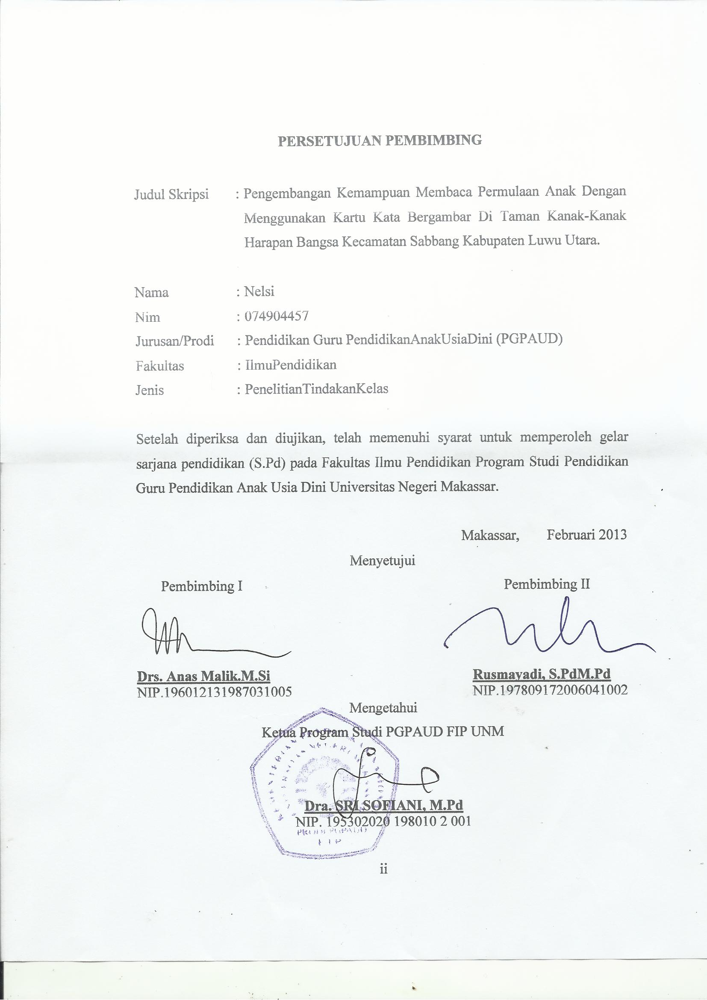 PERSETUJUAN PEMBIMBING
Judul Skripsi : Pengembangan Kemampuan Membaca Permulaan Anak Dengan
Menggunakan Kartu Kata Bergambar Di Taman Kanak-Kanak
Harapan Bangsa Kecamatan Sabbang Kabupaten Luwu Utara.
Nama : Nelsi
Nim : 074904457
Jurusan/Prodi : Pendidikan Guru PendidikanAnakUsiaDini (PGPAUD)
Fakultas : IlmuPendidikan
Jenis : PenelitianTindakanKelas
Setelah diperiksa dan diujikan, telah memenuhi syarat untuk memperoleh gelar
sarjana pendidikan (S.Pd) pada Fakultas Ilmu Pendidikan Program Studi Pendidikan
Guru Pendidikan Anak Usia Dini Universitas Negeri Makassar.
Makassar, Februari 2013
Menyetujui
Pembimbing I Pembimbing II
Drs. Anas Malik.M.Si Rusmayadi, S.PdM.Pd
NIP.196012131987031005 NIP.197809172006041002
Mengetahui
Ketua Program Studi PGPAUD FIP UNM
Dra. SRI SOFIANI, M.Pd
NIP. 195302020 198010 2 001
PRODI PGPAUD
FIP
ii